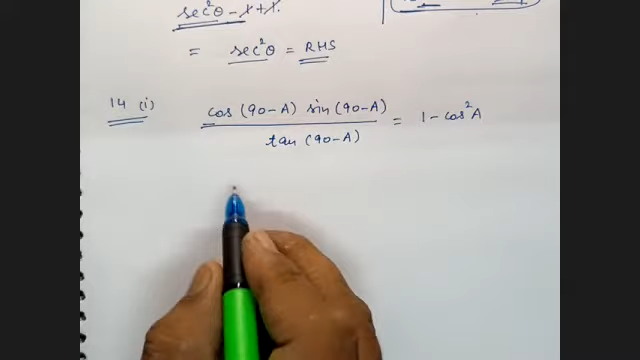 sec²θ - 1 + 1.
= sec²θ = RHS
14 (i) cos (90-A) sin (90-A) / tan (90-A) = 1 - cos²A